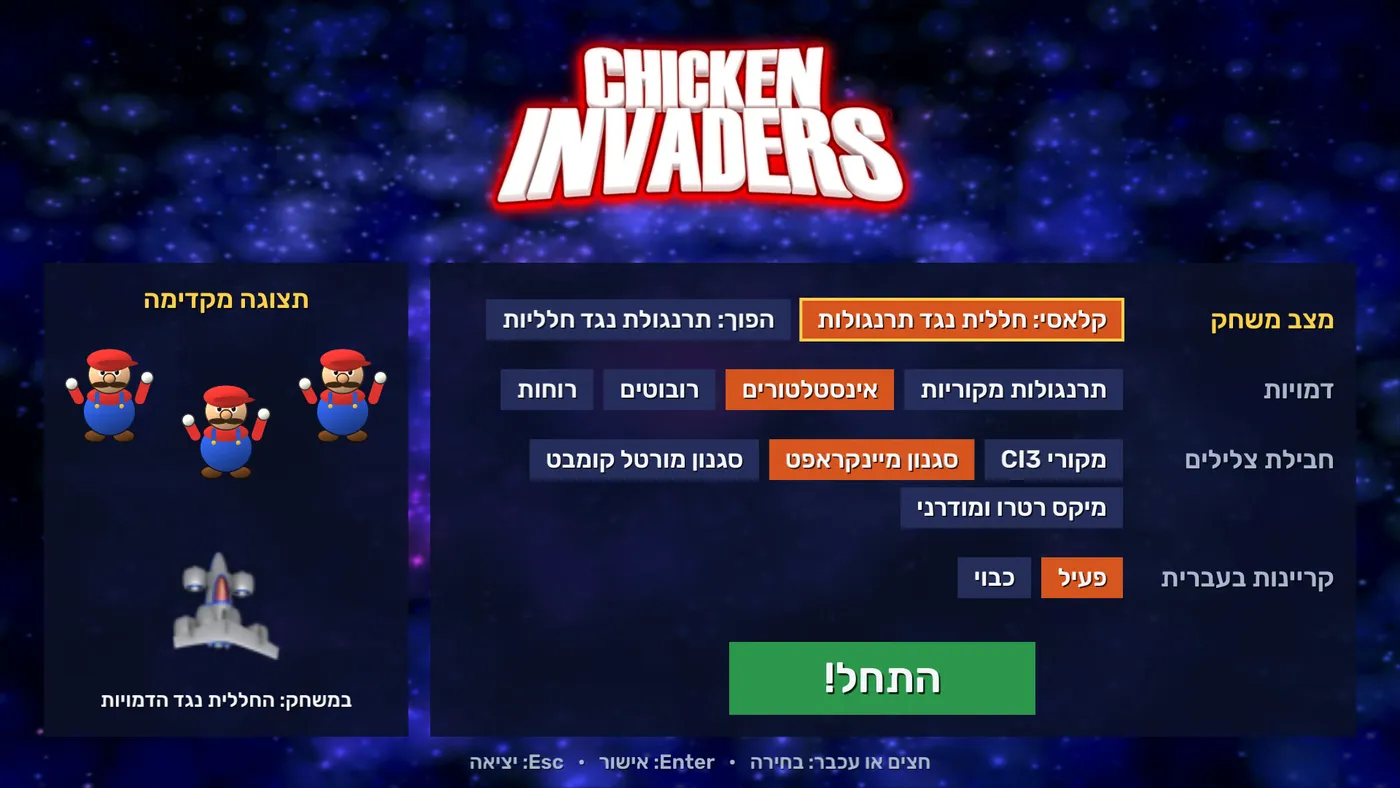 CHICKEN
INVADERS
מצב משחק
קלאסי: חללית נגד תרנגולות
הפוך: תרנגולת נגד חלליות
דמויות
תרנגולות מקוריות
אינסטלטורים
רובוטים
רוחות
חבילת צלילים
מקורי CI3
סגנון מיינקראפט
סגנון מורטל קומבט
מיקס רטרו ומודרני
קריינות בעברית
פעיל
כבוי
התחל!
תצוגה מקדימה
במשחק: החללית נגד הדמויות
חצים או עכבר: בחירה • Enter: אישור • Esc: יציאה